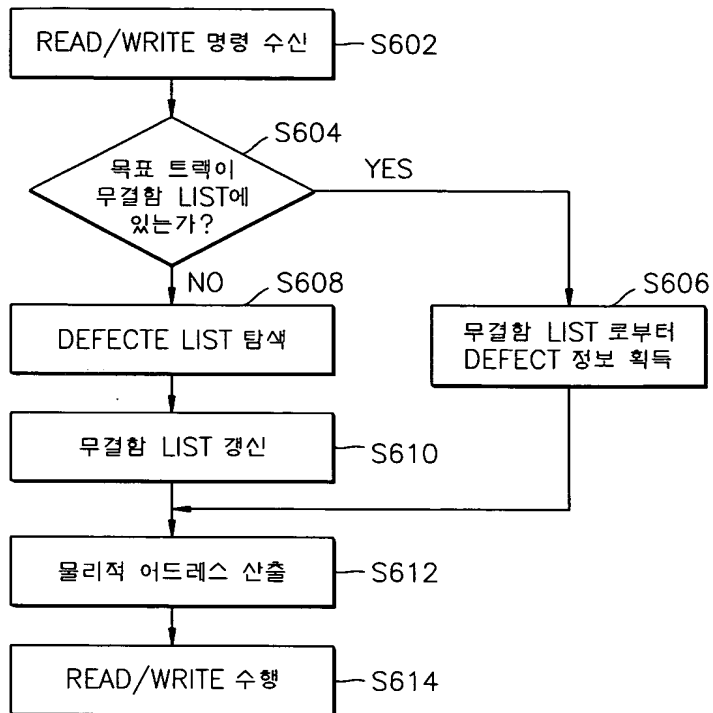 READ/WRITE 명령 수신
S602
S604
목표 트랙이
무결함 LIST에
있는가?
YES
NO
S608
DEFECTE LIST 탐색
S606
무결함 LIST 로부터
DEFECT 정보 획득
무결함 LIST 갱신
S610
물리적 어드레스 산출
S612
READ/WRITE 수행
S614